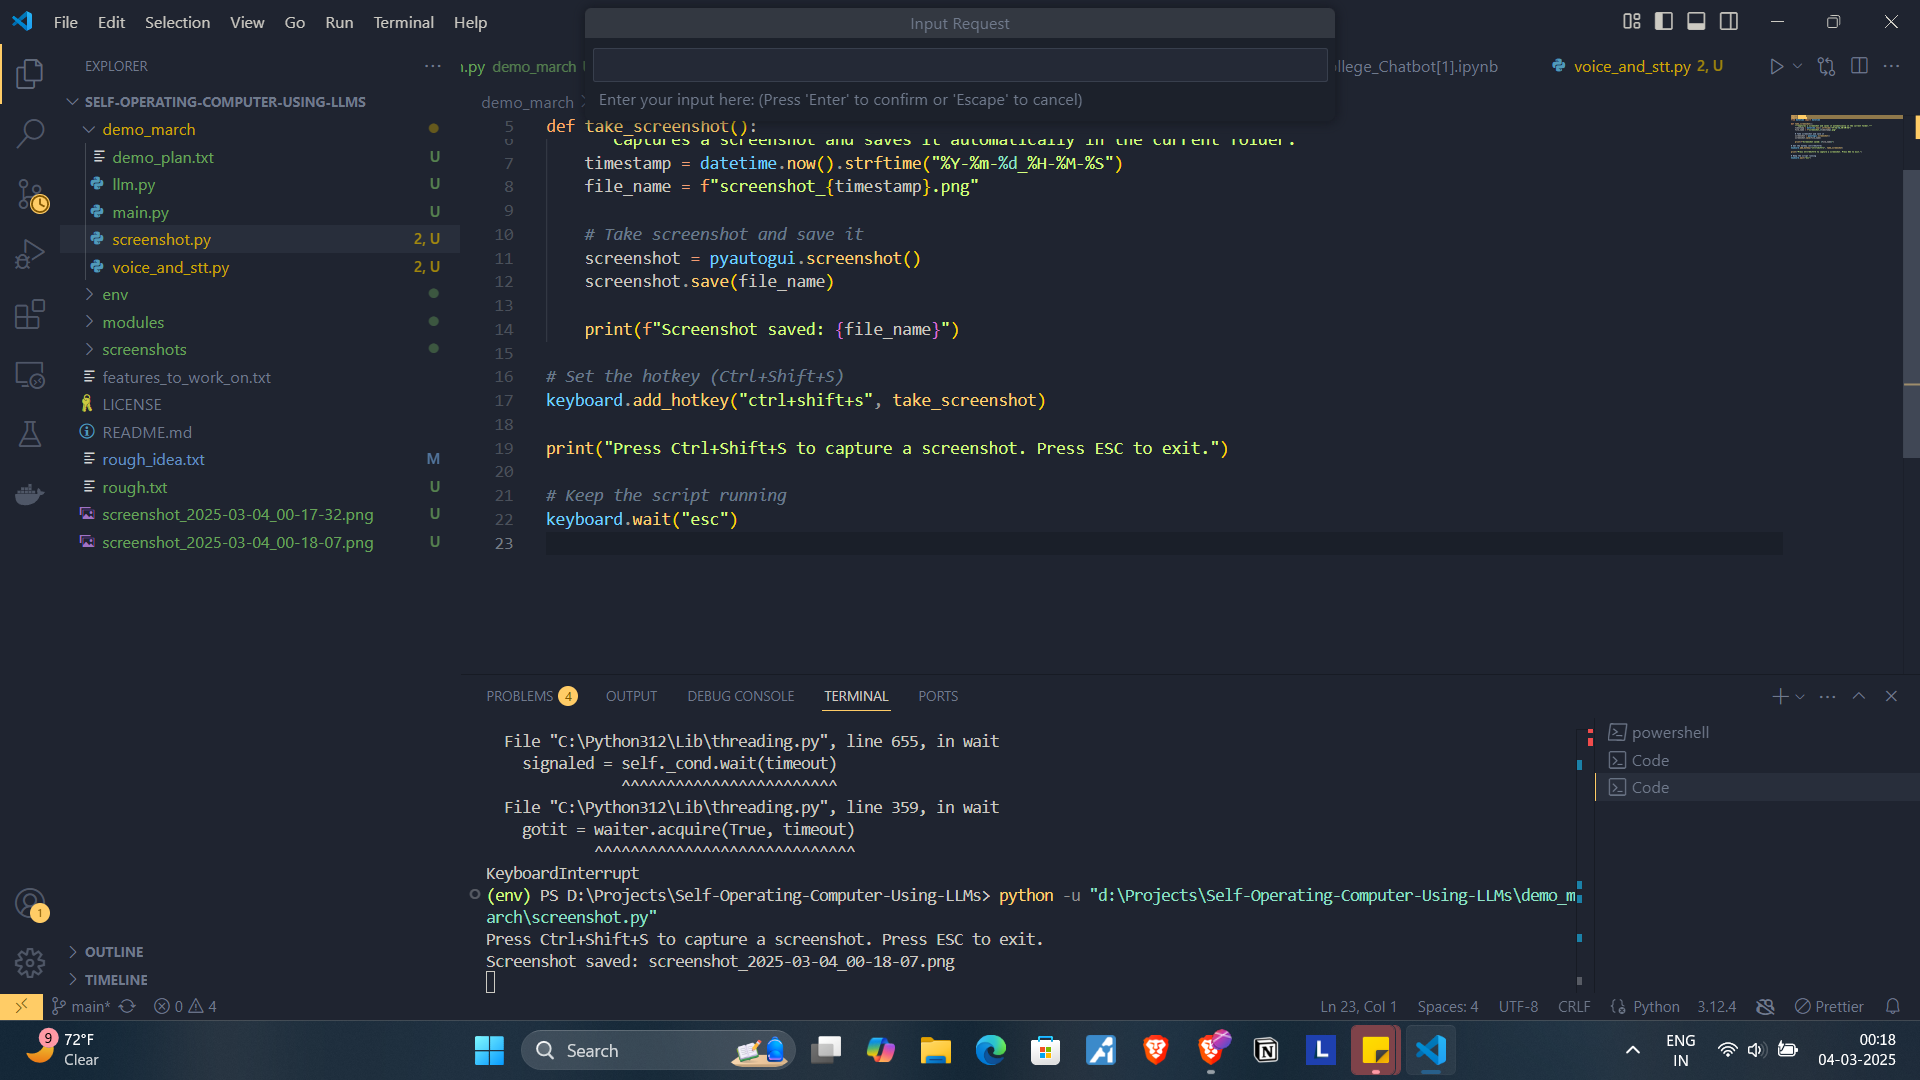 File Edit Selection View Go Run Terminal Help
Input Request
EXPLORER
n.py demo_march
llege_Chatbot[1].ipynb
voice_and_stt.py 2, U
Enter your input here: (Press 'Enter' to confirm or 'Escape' to cancel)
SELF-OPERATING-COMPUTER-USING-LLMS
demo_march
demo_plan.txt U
llm.py U
main.py U
screenshot.py 2, U
voice_and_stt.py 2, U
env
modules
screenshots
features_to_work_on.txt
LICENSE
README.md
rough_idea.txt M
rough.txt U
screenshot_2025-03-04_00-17-32.png U
screenshot_2025-03-04_00-18-07.png U
OUTLINE
TIMELINE
demo_march
5 def take_screenshot():
6 Captures a screenshot and saves it automatically in the current folder.
7 timestamp = datetime.now().strftime("%Y-%m-%d_%H-%M-%S")
8 file_name = f"screenshot_{timestamp}.png"
9
10 # Take screenshot and save it
11 screenshot = pyautogui.screenshot()
12 screenshot.save(file_name)
13
14 print(f"Screenshot saved: {file_name}")
15
16 # Set the hotkey (Ctrl+Shift+S)
17 keyboard.add_hotkey("ctrl+shift+s", take_screenshot)
18
19 print("Press Ctrl+Shift+S to capture a screenshot. Press ESC to exit.")
20
21 # Keep the script running
22 keyboard.wait("esc")
23
PROBLEMS 4 OUTPUT DEBUG CONSOLE TERMINAL PORTS
File "C:\Python312\Lib\threading.py", line 655, in wait
signaled = self._cond.wait(timeout)
^^^^^^^^^^^^^^^^^^^^^^^^
File "C:\Python312\Lib\threading.py", line 359, in wait
gotit = waiter.acquire(True, timeout)
^^^^^^^^^^^^^^^^^^^^^^^^^^^^^
KeyboardInterrupt
(env) PS D:\Projects\Self-Operating-Computer-Using-LLMs> python -u "d:\Projects\Self-Operating-Computer-Using-LLMs\demo_m
arch\screenshot.py"
Press Ctrl+Shift+S to capture a screenshot. Press ESC to exit.
Screenshot saved: screenshot_2025-03-04_00-18-07.png
powershell
Code
Code
1
main* 0 4
Ln 23, Col 1 Spaces: 4 UTF-8 CRLF Python 3.12.4 Prettier
9 72°F
Clear
Search
L
ENG
IN
00:18
04-03-2025